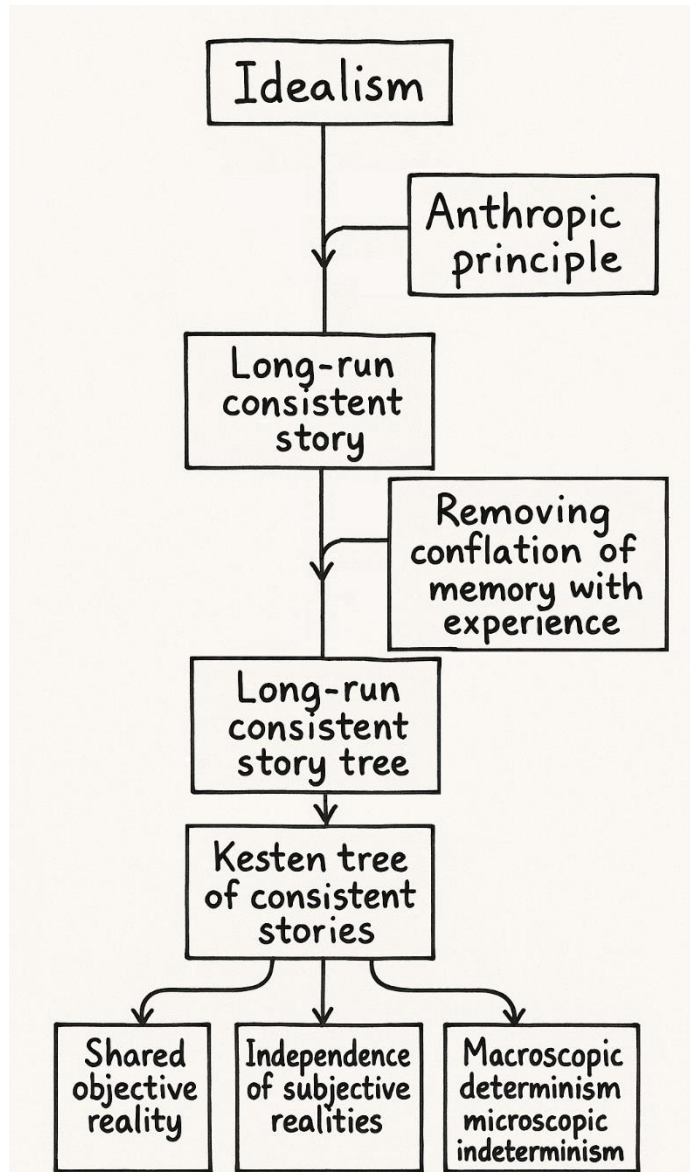 Idealism
Anthropic
principle
Long-run
consistent
story
Removing
conflation of
memory with
experience
Long-run
consistent
story tree
Kesten tree
of consistent
stories
Shared
objective
reality
Independence
of subjective
realities
Macroscopic
determinism
microscopic
indeterminism